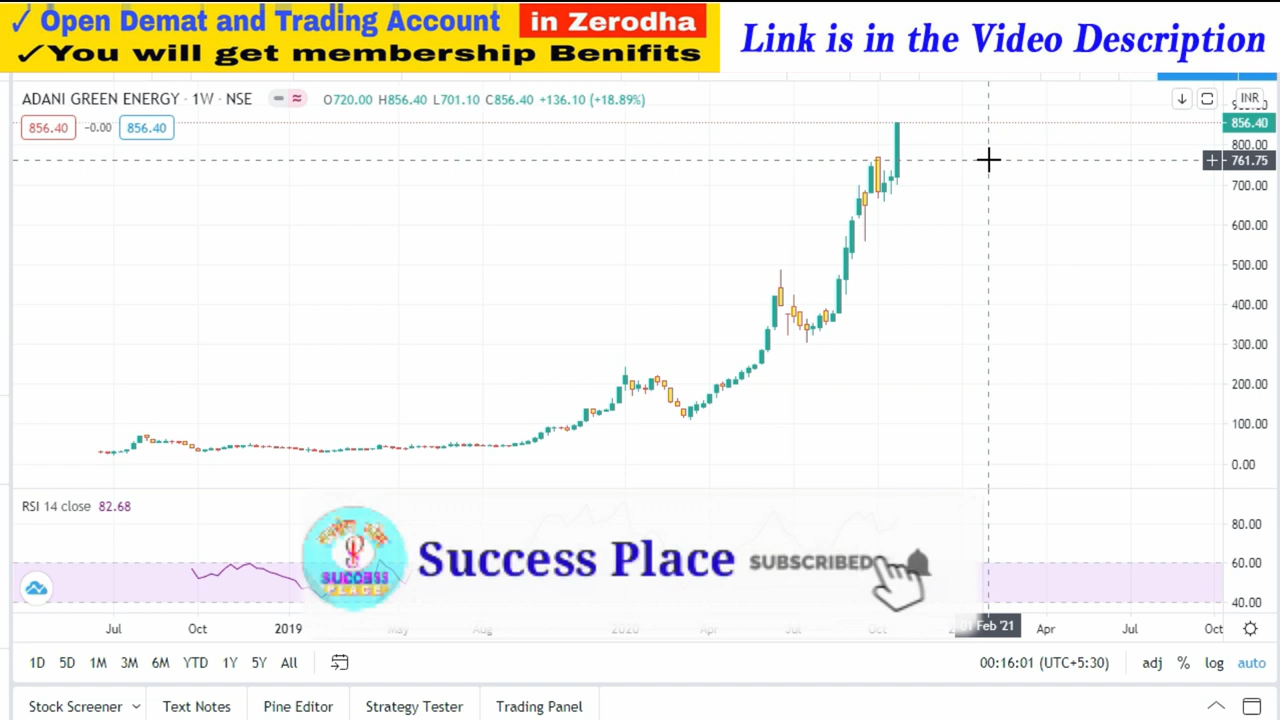 ✓ Open Demat and Trading Account in Zerodha
✓You will get membership Benifits
Link is in the Video Description
ADANI GREEN ENERGY · 1W · NSE O720.00 H856.40 L701.10 C856.40 +136.10 (+18.89%)
INR
856.40 -0.00 856.40
856.40
800.00
761.75
700.00
600.00
500.00
400.00
300.00
200.00
100.00
0.00
RSI 14 close 82.68
80.00
60.00
40.00
SUCCESS
PLACE
Success Place SUBSCRIBED
Jul Oct 2019 May Aug 2020 Apr Jul Oct 01 Feb '21 Apr Jul Oct
1D 5D 1M 3M 6M YTD 1Y 5Y All 00:16:01 (UTC+5:30) adj % log auto
Stock Screener Text Notes Pine Editor Strategy Tester Trading Panel